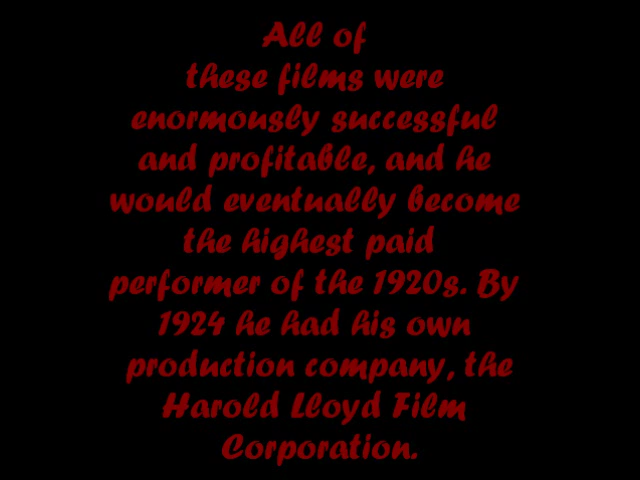 All of
these films were
enormously successful
and profitable, and he
would eventually become
the highest paid
performer of the 1920s. By
1924 he had his own
production company, the
Harold Lloyd Film
Corporation.